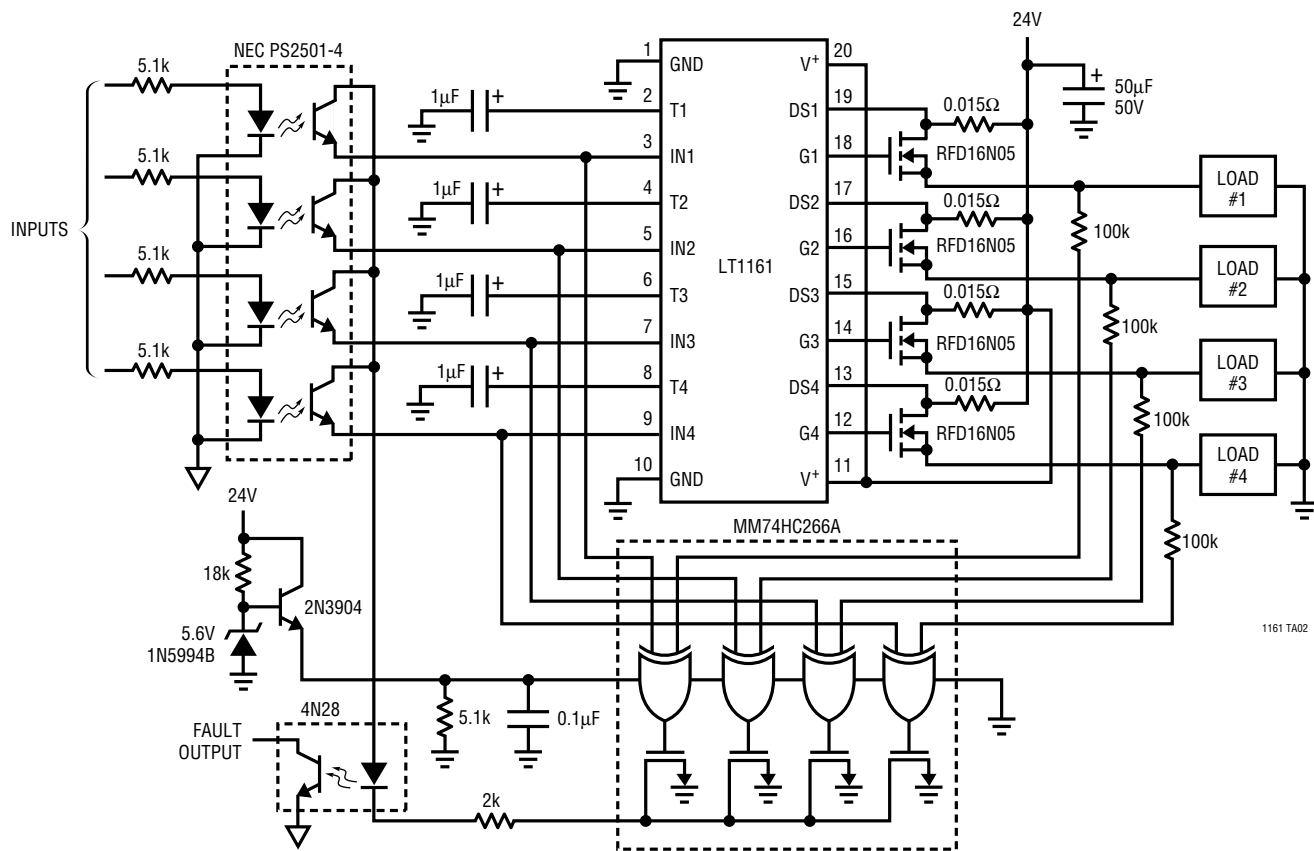 24V
NEC PS2501-4
5.1k
5.1k
5.1k
5.1k
INPUTS
1µF +
1µF +
1µF +
1µF +
1 GND
2 T1
3 IN1
4 T2
5 IN2
6 T3
7 IN3
8 T4
9 IN4
10 GND
LT1161
20 V+
19 DS1
18 G1
17 DS2
16 G2
15 DS3
14 G3
13 DS4
12 G4
11 V+
0.015Ω
RFD16N05
0.015Ω
RFD16N05
0.015Ω
RFD16N05
0.015Ω
RFD16N05
+
50µF
50V
LOAD
#1
LOAD
#2
LOAD
#3
LOAD
#4
100k
100k
100k
100k
24V
18k
2N3904
5.6V
1N5994B
5.1k
0.1µF
MM74HC266A
4N28
FAULT
OUTPUT
2k
1161 TA02